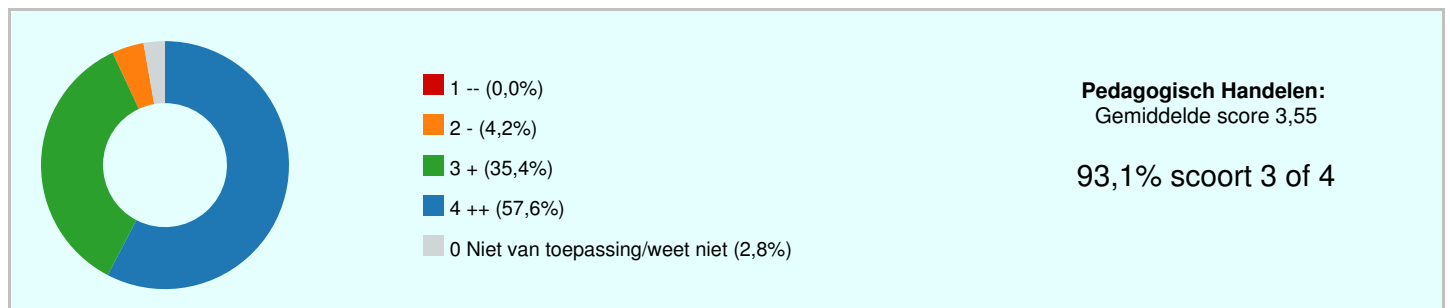 1 -- (0,0%)
2 - (4,2%)
3 + (35,4%)
4 ++ (57,6%)
0 Niet van toepassing/weet niet (2,8%)
Pedagogisch Handelen:
Gemiddelde score 3,55
93,1% scoort 3 of 4